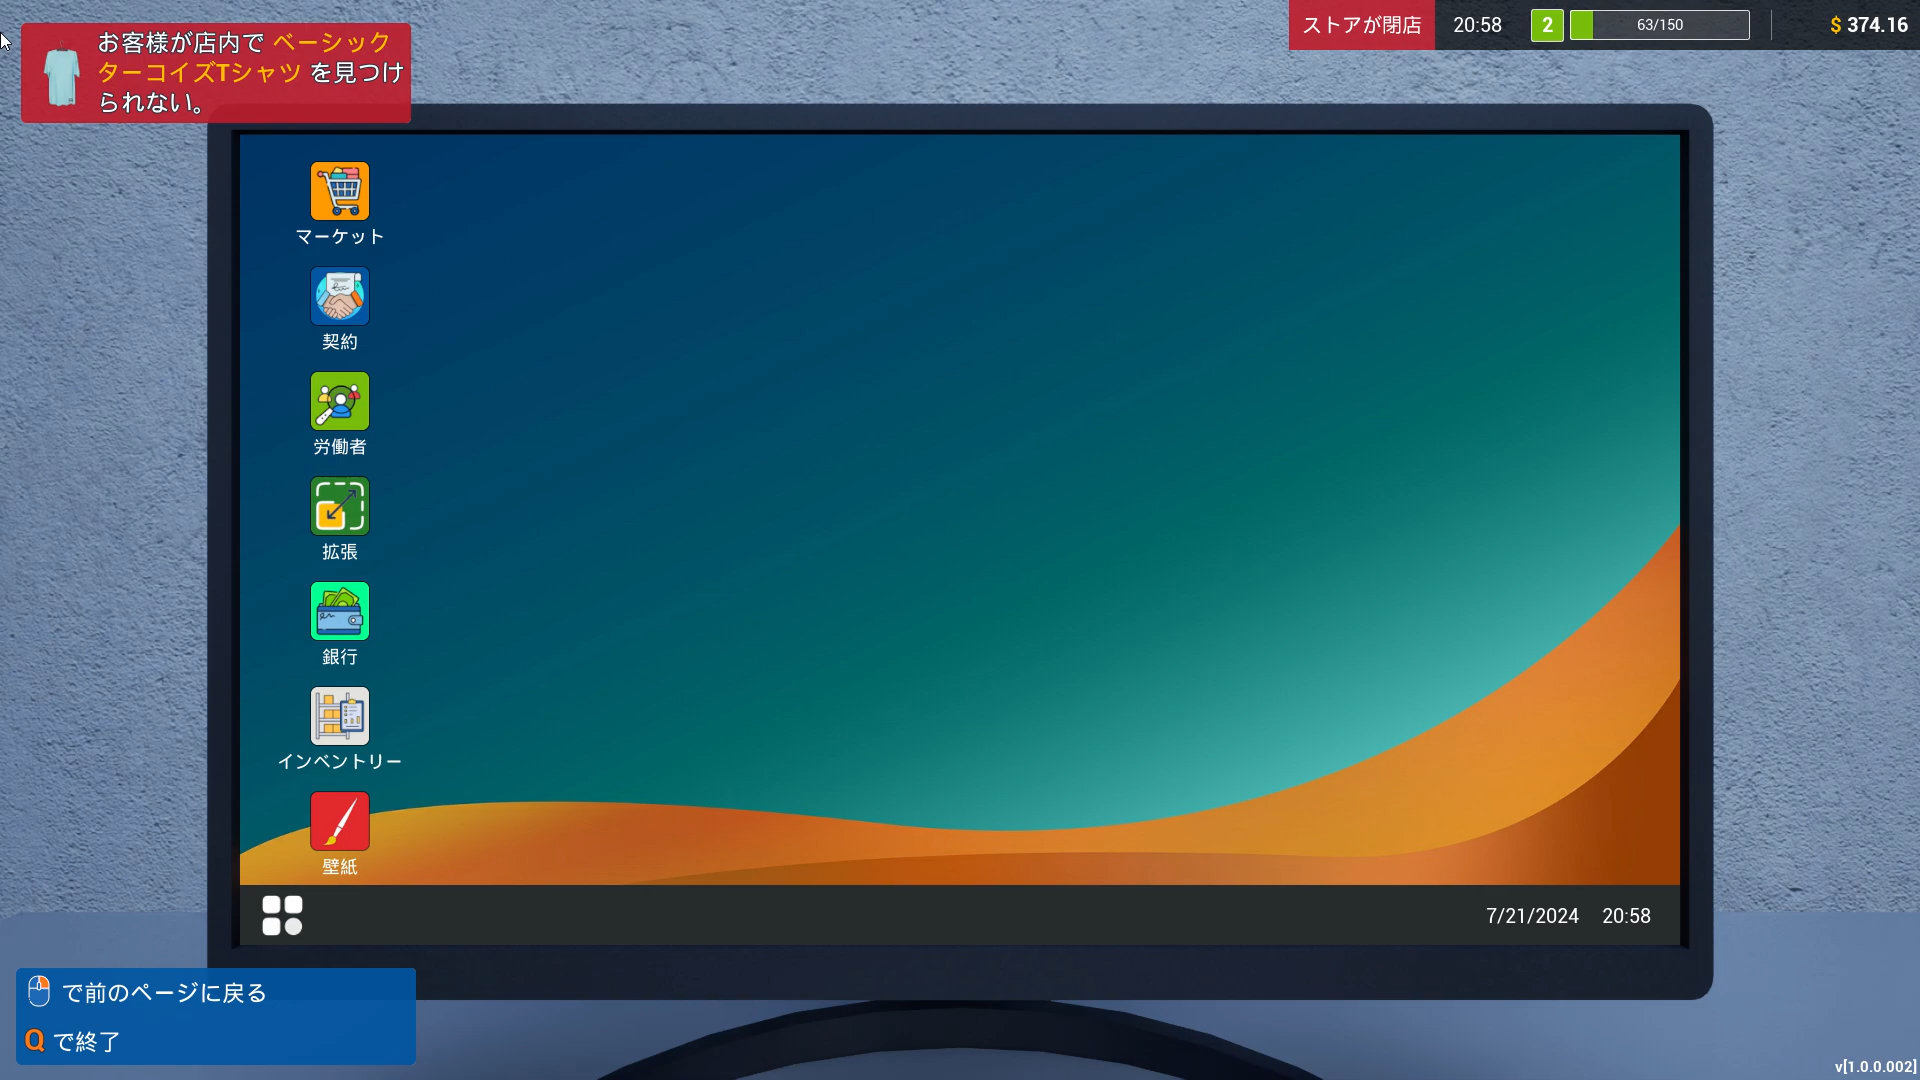 お客様が店内で ベーシック
ターコイズTシャツ を見つけ
られない。
ストアが閉店
20:58
2
63/150
$ 374.16
マーケット
契約
労働者
拡張
銀行
インベントリー
壁紙
7/21/2024 20:58
で前のページに戻る
Q で終了
v[1.0.0.002]